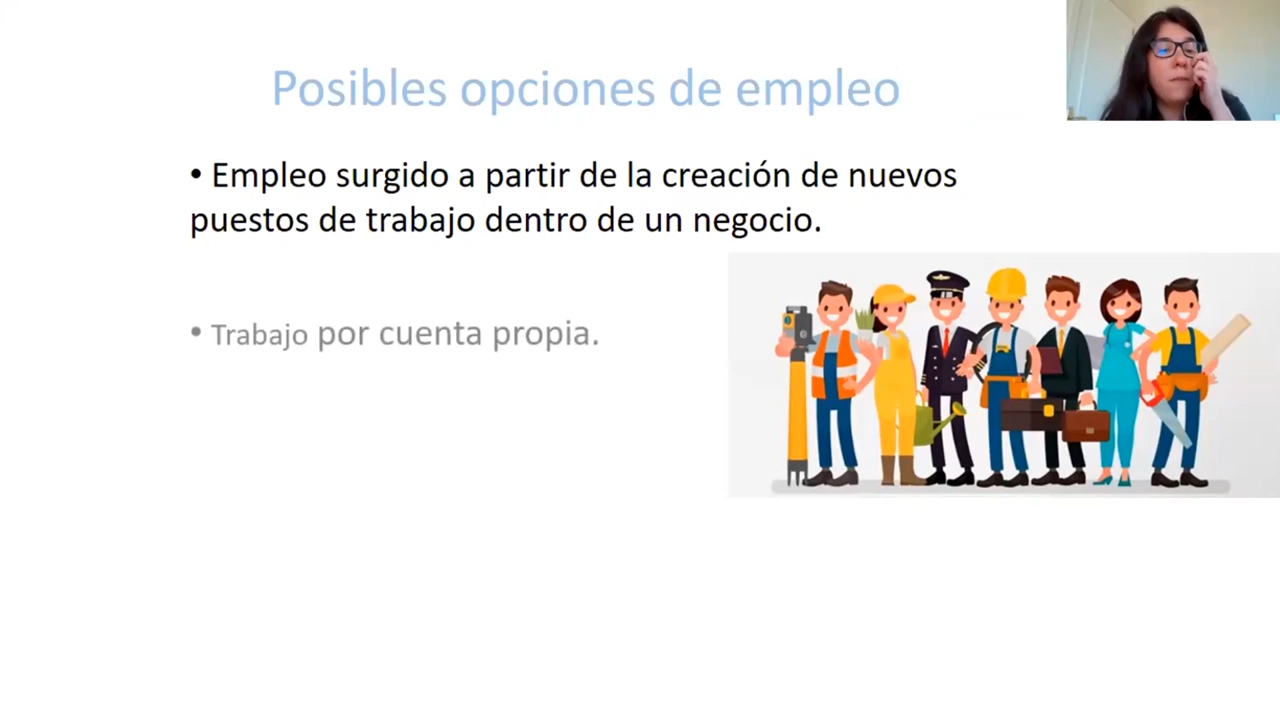 Posibles opciones de empleo
• Empleo surgido a partir de la creación de nuevos
puestos de trabajo dentro de un negocio.
• Trabajo por cuenta propia.